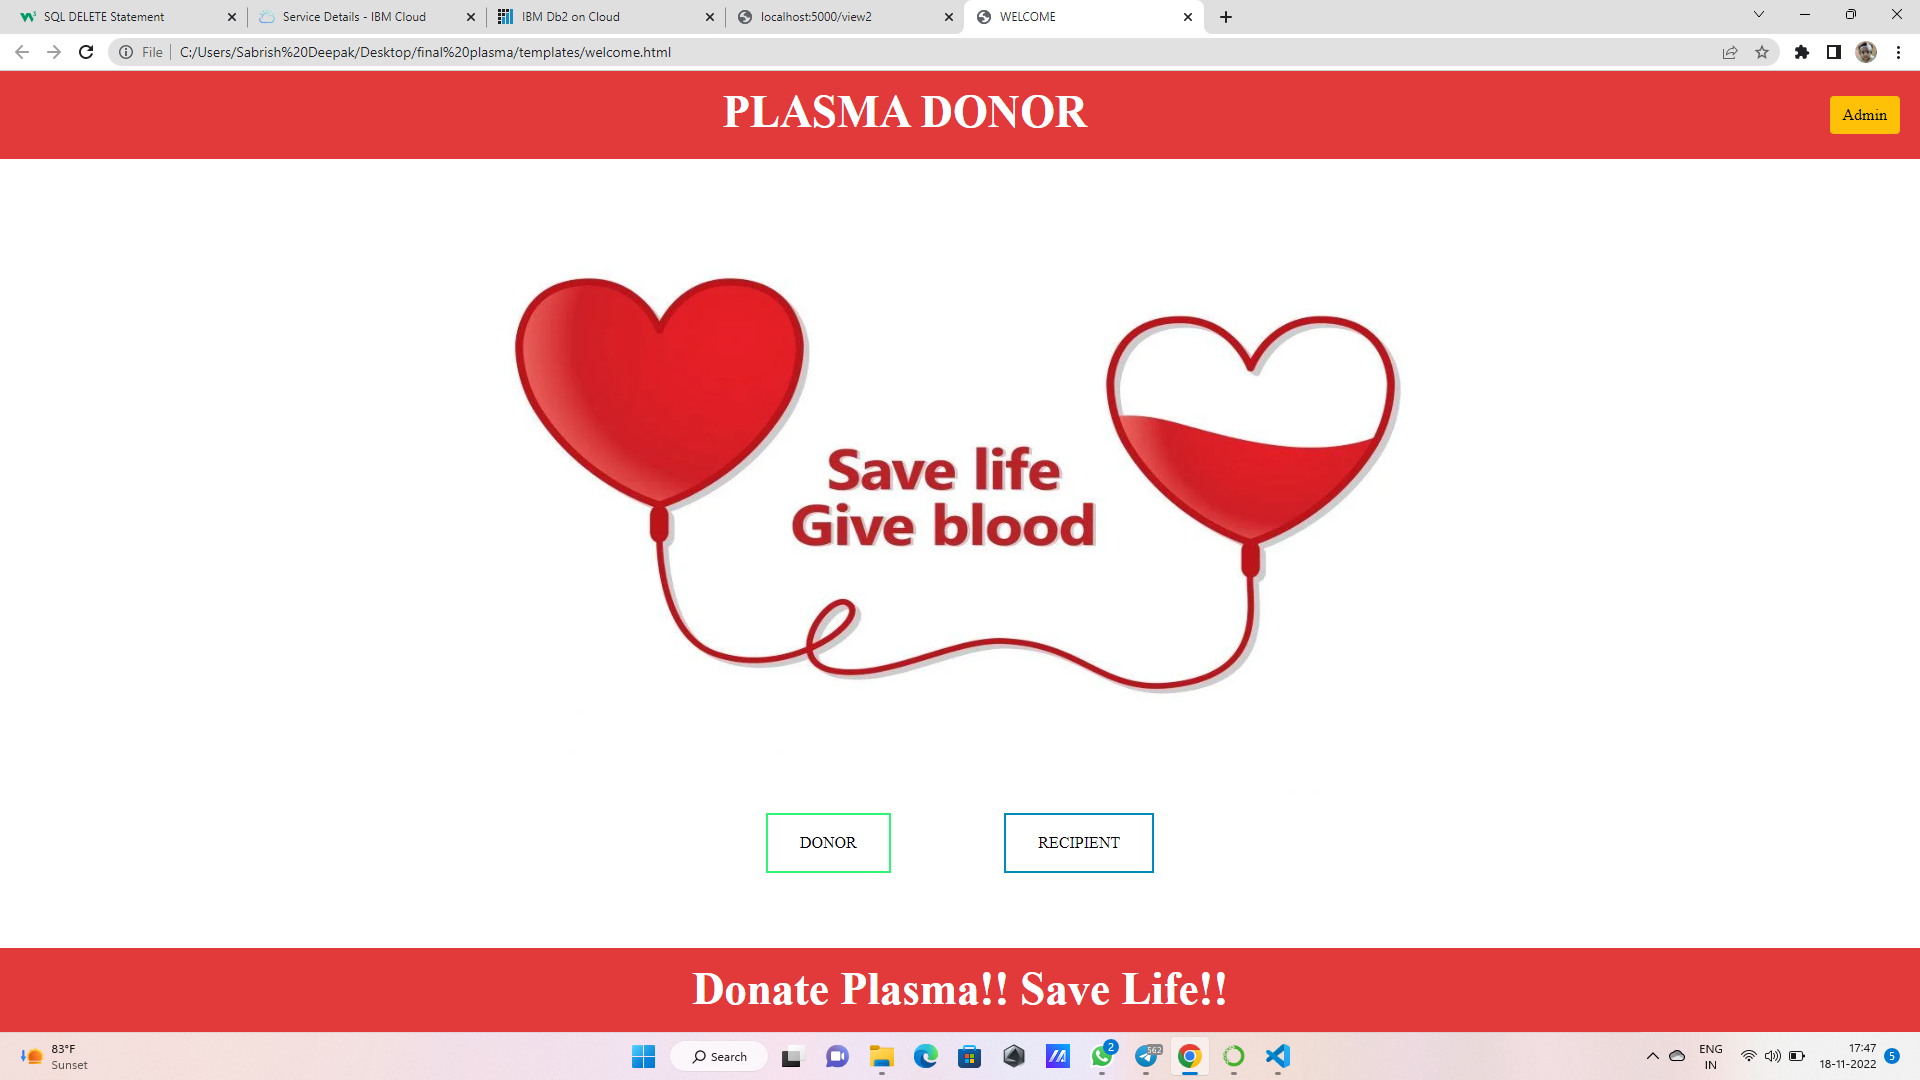 SQL DELETE Statement
Service Details - IBM Cloud
IBM Db2 on Cloud
localhost:5000/view2
WELCOME
File
C:/Users/Sabrish%20Deepak/Desktop/final%20plasma/templates/welcome.html
PLASMA DONOR
Admin
Save life
Give blood
DONOR
RECIPIENT
Donate Plasma!! Save Life!!
83°F
Sunset
Search
2
562
ENG
IN
17:47
18-11-2022
5